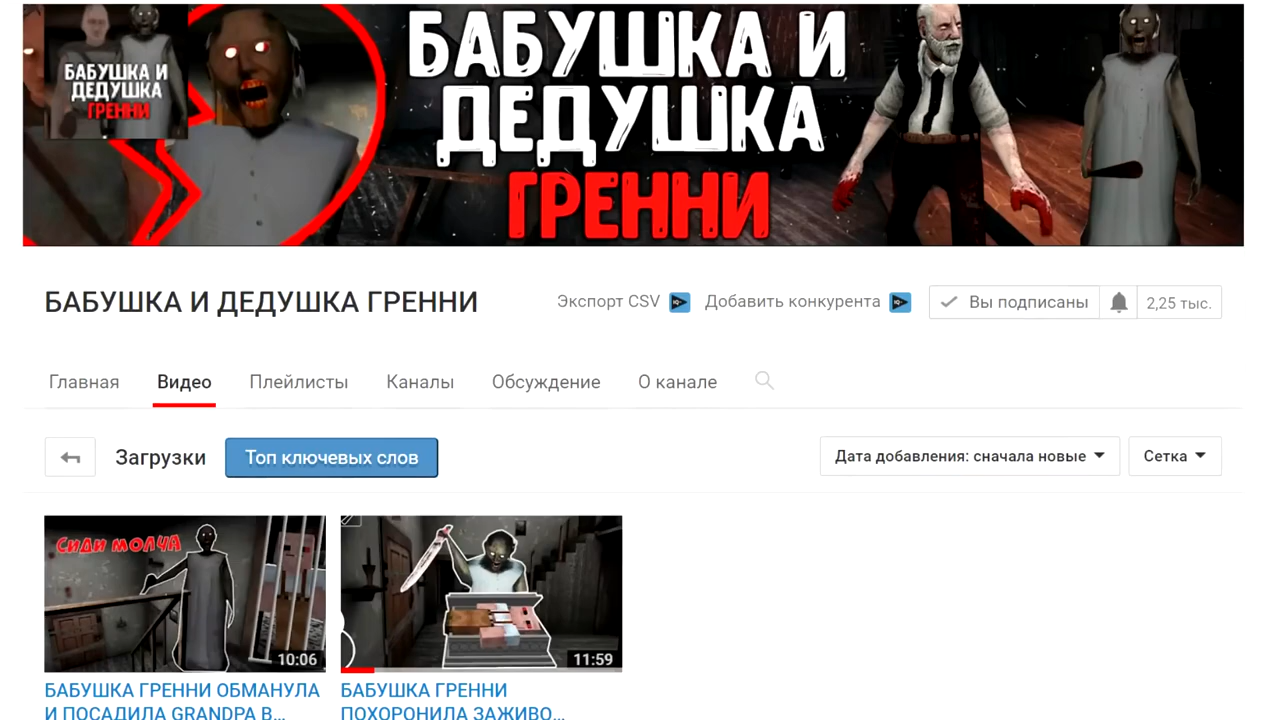 БАБУШКА И
ДЕДУШКА
ГРЕННИ
БАБУШКА И
ДЕДУШКА
ГРЕННИ
БАБУШКА И ДЕДУШКА ГРЕННИ
Экспорт CSV
Добавить конкурента
Вы подписаны
2,25 тыс.
Главная
Видео
Плейлисты
Каналы
Обсуждение
О канале
Загрузки
Топ ключевых слов
Дата добавления: сначала новые
Сетка
СИДИ МОЛЧА
10:06
11:59
БАБУШКА ГРЕННИ ОБМАНУЛА
И ПОСАДИЛА GRANDPA В...
БАБУШКА ГРЕННИ
ПОХОРОНИЛА ЗАЖИВО...